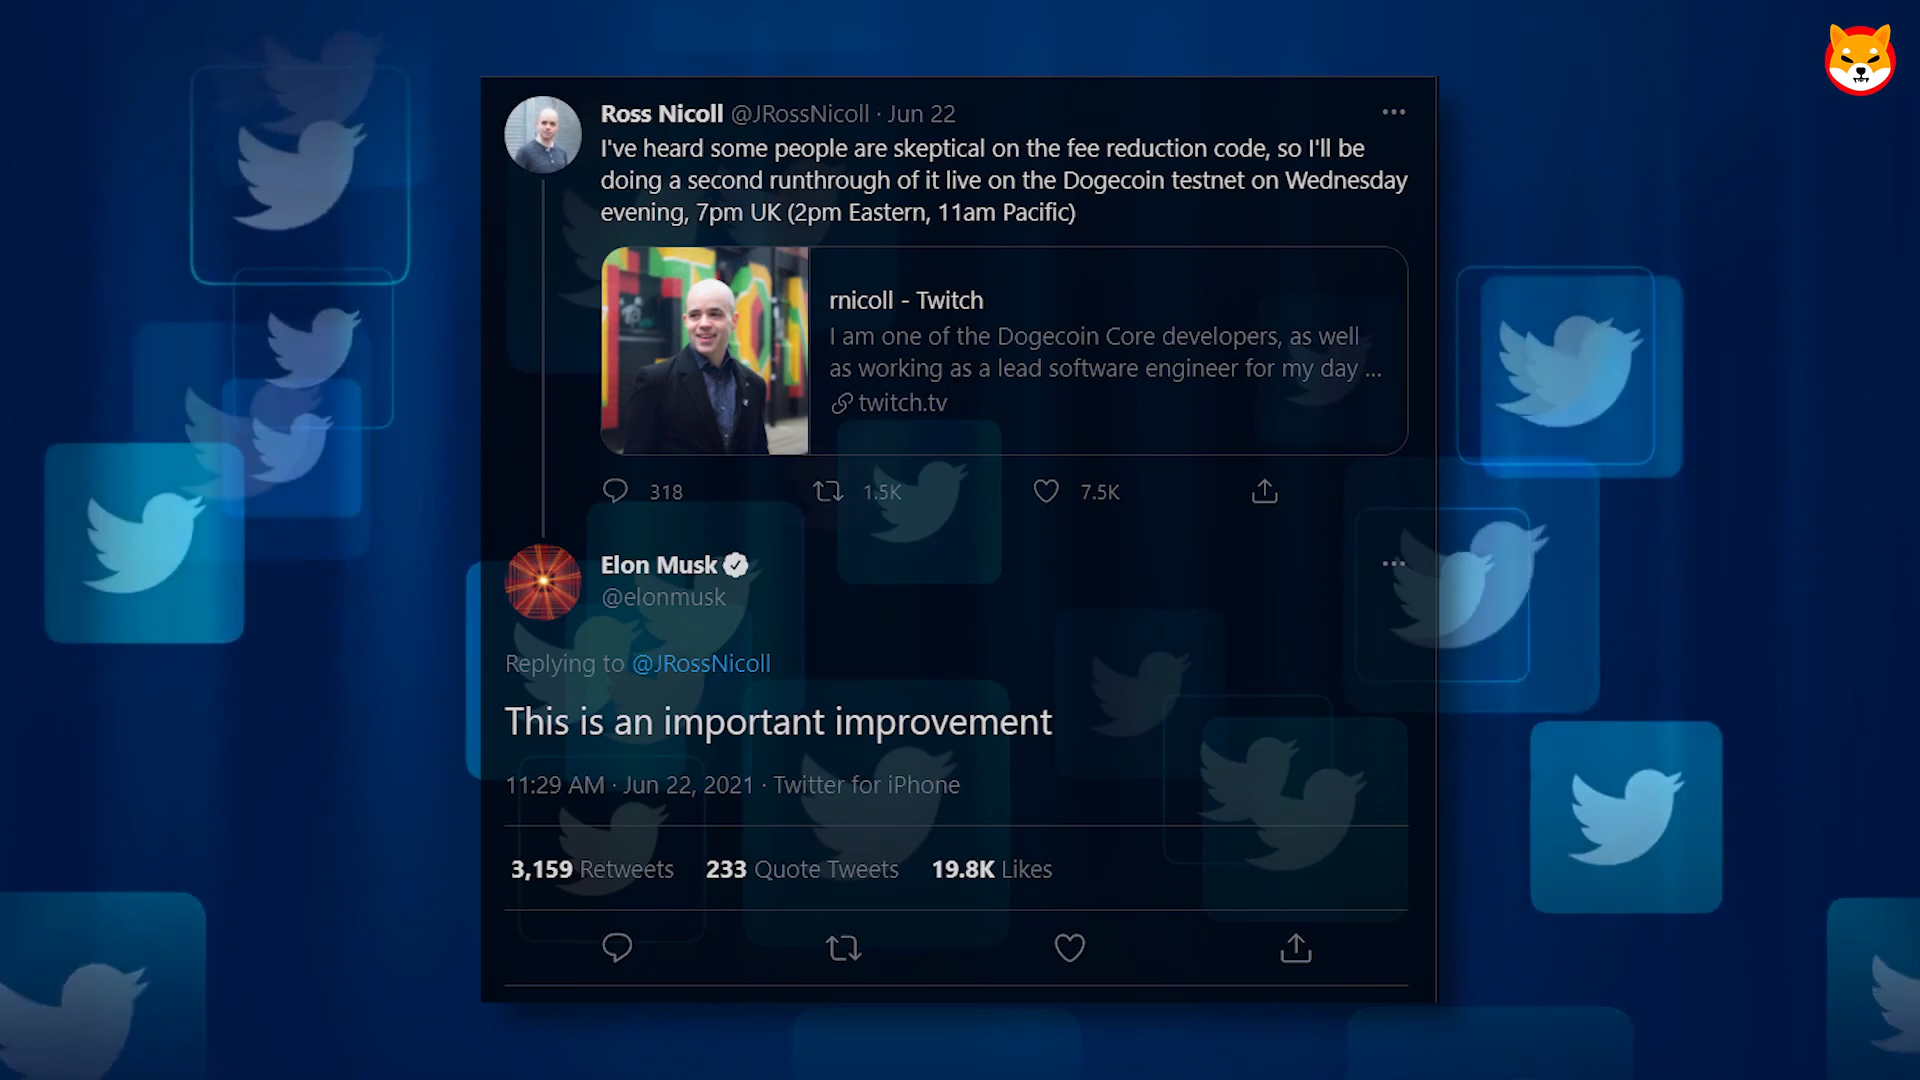 Ross Nicoll @JRossNicoll · Jun 22
I've heard some people are skeptical on the fee reduction code, so I'll be
doing a second runthrough of it live on the Dogecoin testnet on Wednesday
evening, 7pm UK (2pm Eastern, 11am Pacific)
rnicoll - Twitch
I am one of the Dogecoin Core developers, as well
as working as a lead software engineer for my day ...
twitch.tv
318 1.5K 7.5K
Elon Musk
@elonmusk
Replying to @JRossNicoll
This is an important improvement
11:29 AM · Jun 22, 2021 · Twitter for iPhone
3,159 Retweets 233 Quote Tweets 19.8K Likes